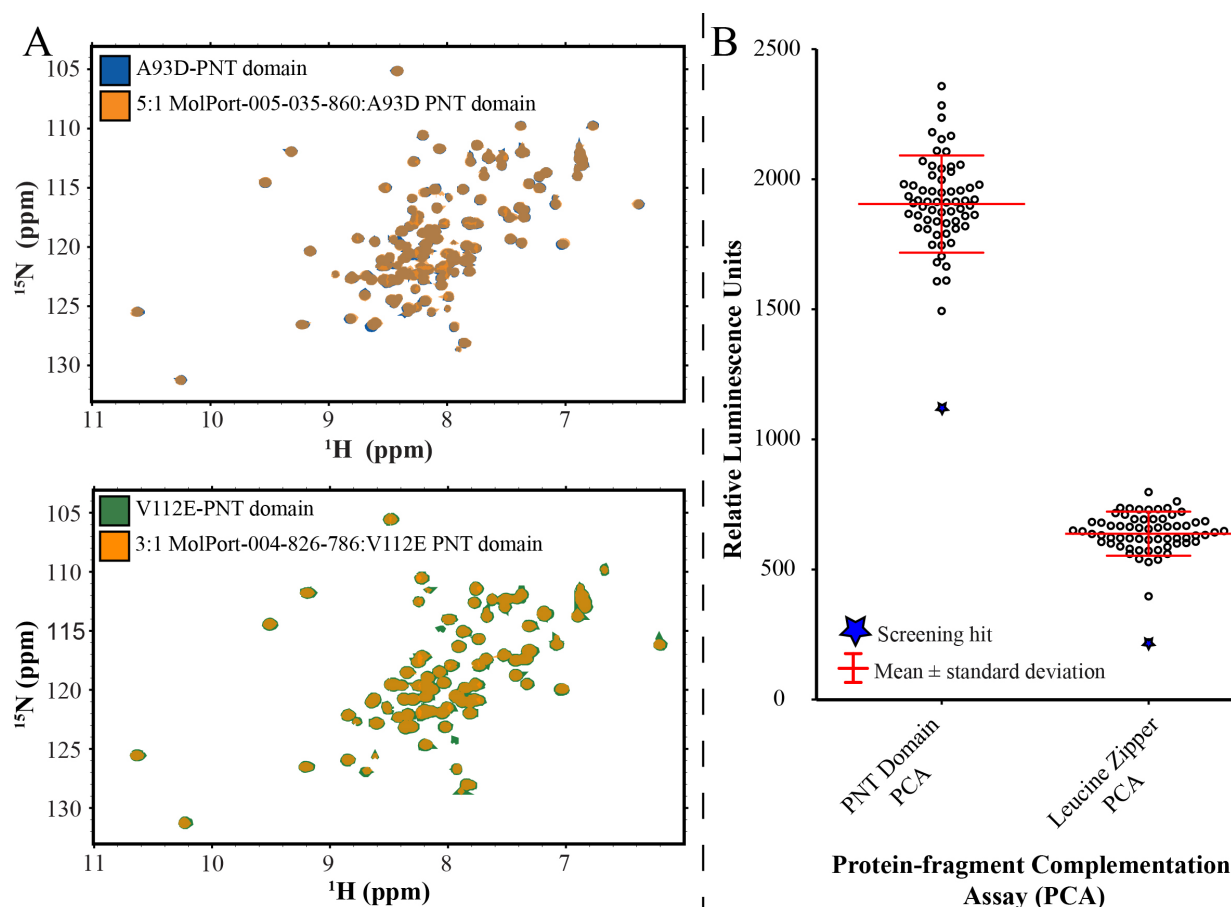 A
A93D-PNT domain
5:1 MolPort-005-035-860:A93D PNT domain
105
110
115
120
125
130
¹⁵N (ppm)
11
10
9
8
7
¹H (ppm)
V112E-PNT domain
3:1 MolPort-004-826-786:V112E PNT domain
105
110
115
120
125
130
¹⁵N (ppm)
11
10
9
8
7
¹H (ppm)
B
2500
2000
1500
1000
500
0
Relative Luminescence Units
Screening hit
Mean ± standard deviation
PNT Domain
PCA
Leucine Zipper
PCA
Protein-fragment Complementation
Assay (PCA)